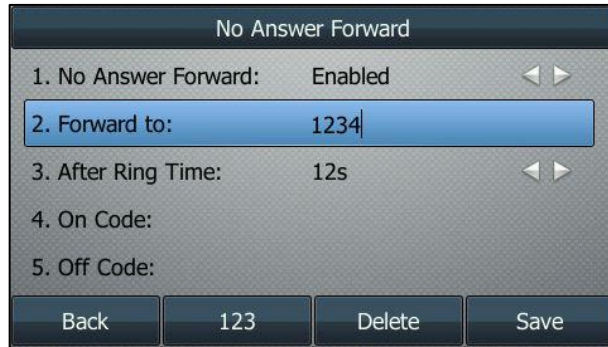 No Answer Forward
1. No Answer Forward: Enabled
2. Forward to: 1234
3. After Ring Time: 12s
4. On Code:
5. Off Code:
Back 123 Delete Save